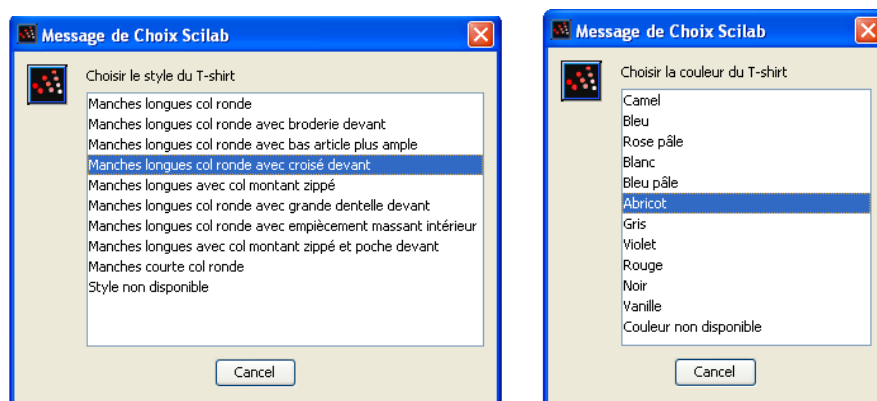 Message de Choix Scilab
Choisir le style du T-shirt
Manches longues col ronde
Manches longues col ronde avec broderie devant
Manches longues col ronde avec bas article plus ample
Manches longues col ronde avec croisé devant
Manches longues avec col montant zippé
Manches longues col ronde avec grande dentelle devant
Manches longues col ronde avec empiècement massant intérieur
Manches longues avec col montant zippé et poche devant
Manches courte col ronde
Style non disponible
Cancel
Message de Choix Scilab
Choisir la couleur du T-shirt
Camel
Bleu
Rose pâle
Blanc
Bleu pâle
Abricot
Gris
Violet
Rouge
Noir
Vanille
Couleur non disponible
Cancel